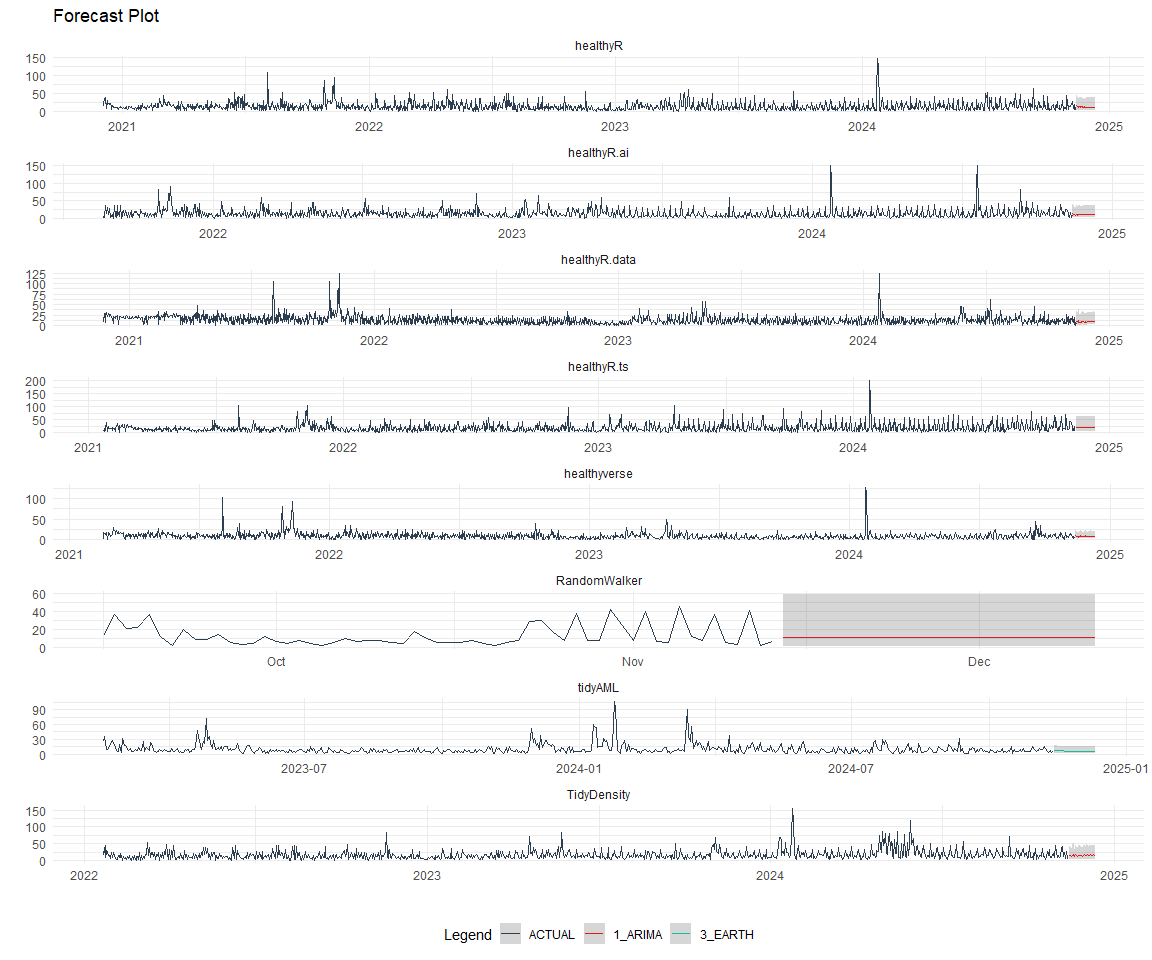 Forecast Plot
healthyR
150
100
50
0
2021 2022 2023 2024 2025
healthyR.ai
150
100
50
0
2022 2023 2024 2025
healthyR.data
125
100
75
50
25
0
2021 2022 2023 2024 2025
healthyR.ts
200
150
100
50
0
2021 2022 2023 2024 2025
healthyverse
100
50
0
2021 2022 2023 2024 2025
RandomWalker
60
40
20
0
Oct Nov Dec
tidyAML
90
60
30
0
2023-07 2024-01 2024-07 2025-01
TidyDensity
150
100
50
0
2022 2023 2024 2025
Legend ACTUAL 1_ARIMA 3_EARTH